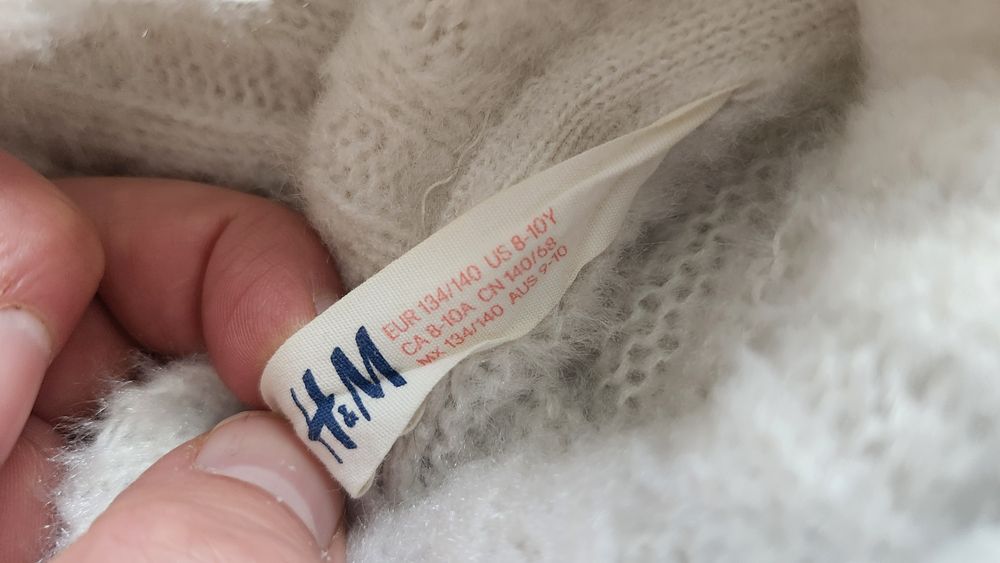 H&M
EUR 134/140 US 8-10Y
CA 8-10A CN 140/68
MX 134/140 AUS 9-10